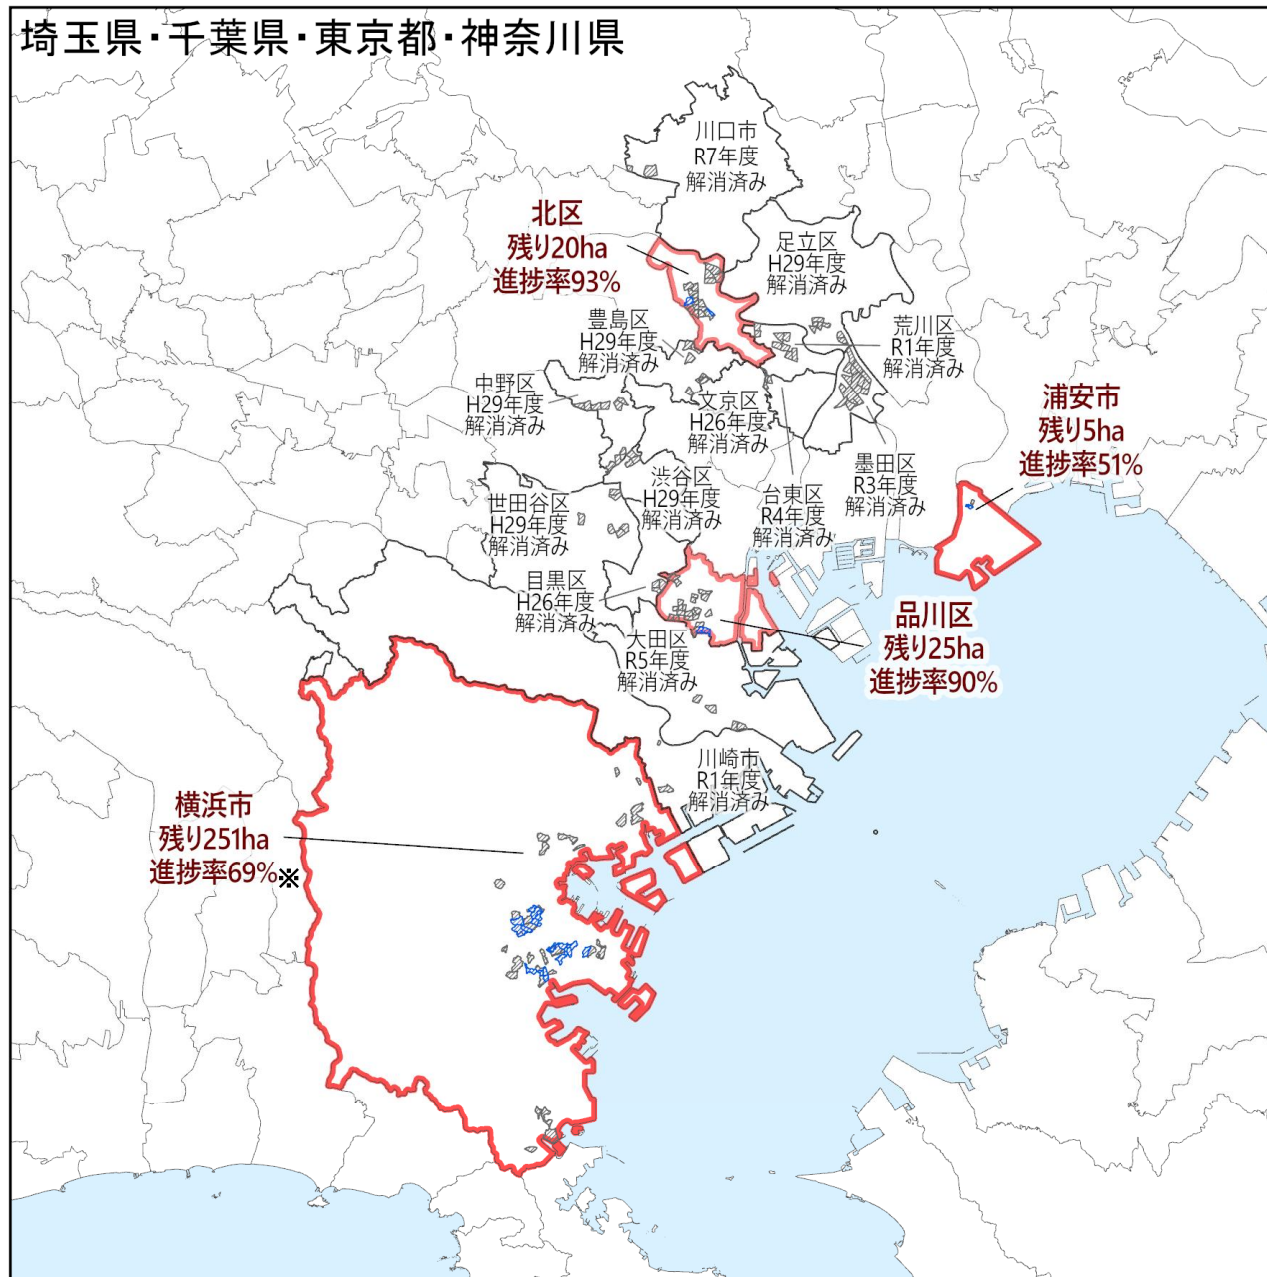 埼玉県・千葉県・東京都・神奈川県
川口市
R7年度
解消済み
北区
残り20ha
進捗率93%
足立区
H29年度
解消済み
豊島区
H29年度
解消済み
荒川区
R1年度
解消済み
中野区
H29年度
解消済み
文京区
H26年度
解消済み
浦安市
残り5ha
進捗率51%
墨田区
R3年度
解消済み
渋谷区
H29年度
解消済み
台東区
R4年度
解消済み
世田谷区
H29年度
解消済み
目黒区
H26年度
解消済み
品川区
残り25ha
進捗率90%
大田区
R5年度
解消済み
川崎市
R1年度
解消済み
横浜市
残り251ha
進捗率69%※